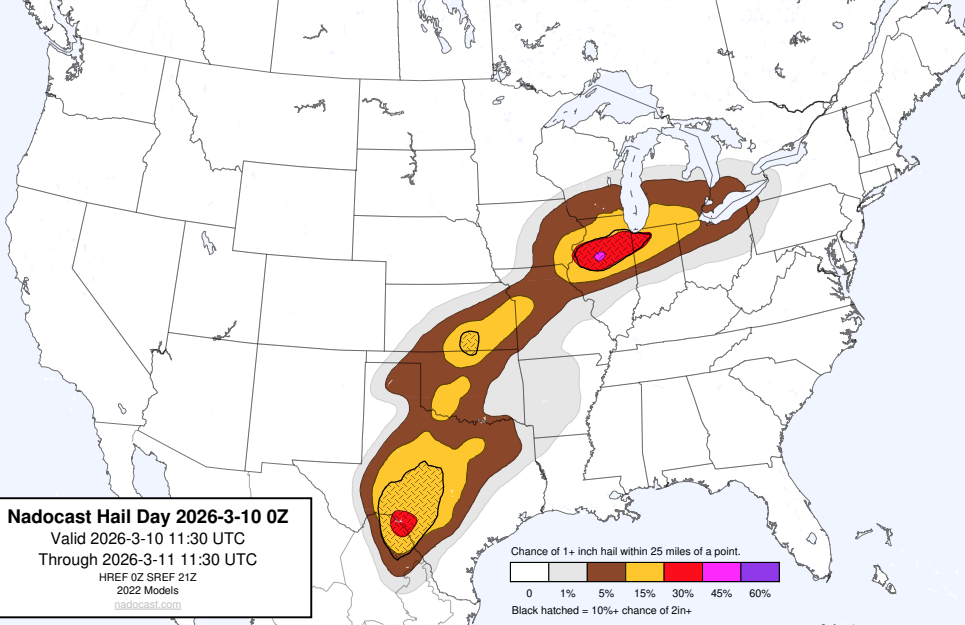 Nadocast Hail Day 2026-3-10 0Z
Valid 2026-3-10 11:30 UTC
Through 2026-3-11 11:30 UTC
HREF 0Z SREF 21Z
2022 Models
nadocast.com
Chance of 1+ inch hail within 25 miles of a point.
0 1% 5% 15% 30% 45% 60%
Black hatched = 10%+ chance of 2in+